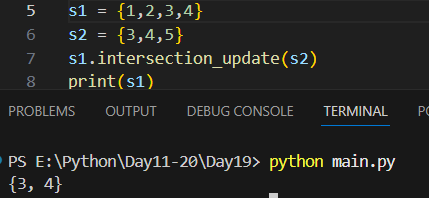 5 s1 = {1,2,3,4}
6 s2 = {3,4,5}
7 s1.intersection_update(s2)
8 print(s1)
PROBLEMS OUTPUT DEBUG CONSOLE TERMINAL
PS E:\Python\Day11-20\Day19> python main.py
{3, 4}